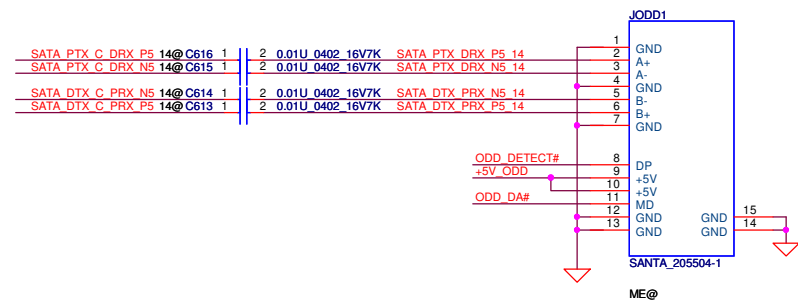 JODD1
1 GND
SATA_PTX_C_DRX_P5 14@ C616 1 2 0.01U_0402_16V7K SATA_PTX_DRX_P5_14 2 A+
SATA_PTX_C_DRX_N5 14@ C615 1 2 0.01U_0402_16V7K SATA_PTX_DRX_N5_14 3 A-
4 GND
SATA_DTX_C_PRX_N5 14@ C614 1 2 0.01U_0402_16V7K SATA_DTX_PRX_N5_14 5 B-
SATA_DTX_C_PRX_P5 14@ C613 1 2 0.01U_0402_16V7K SATA_DTX_PRX_P5_14 6 B+
7 GND
ODD_DETECT# 8 DP
+5V_ODD 9 +5V
10 +5V
ODD_DA# 11 MD
12 GND GND 15
13 GND GND 14
SANTA_205504-1
ME@